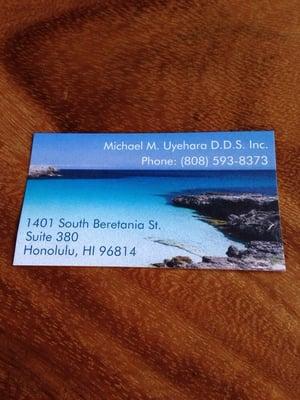 Michael M. Uyehara D.D.S. Inc.
Phone: (808) 593-8373
1401 South Beretania St.
Suite 380
Honolulu, HI 96814